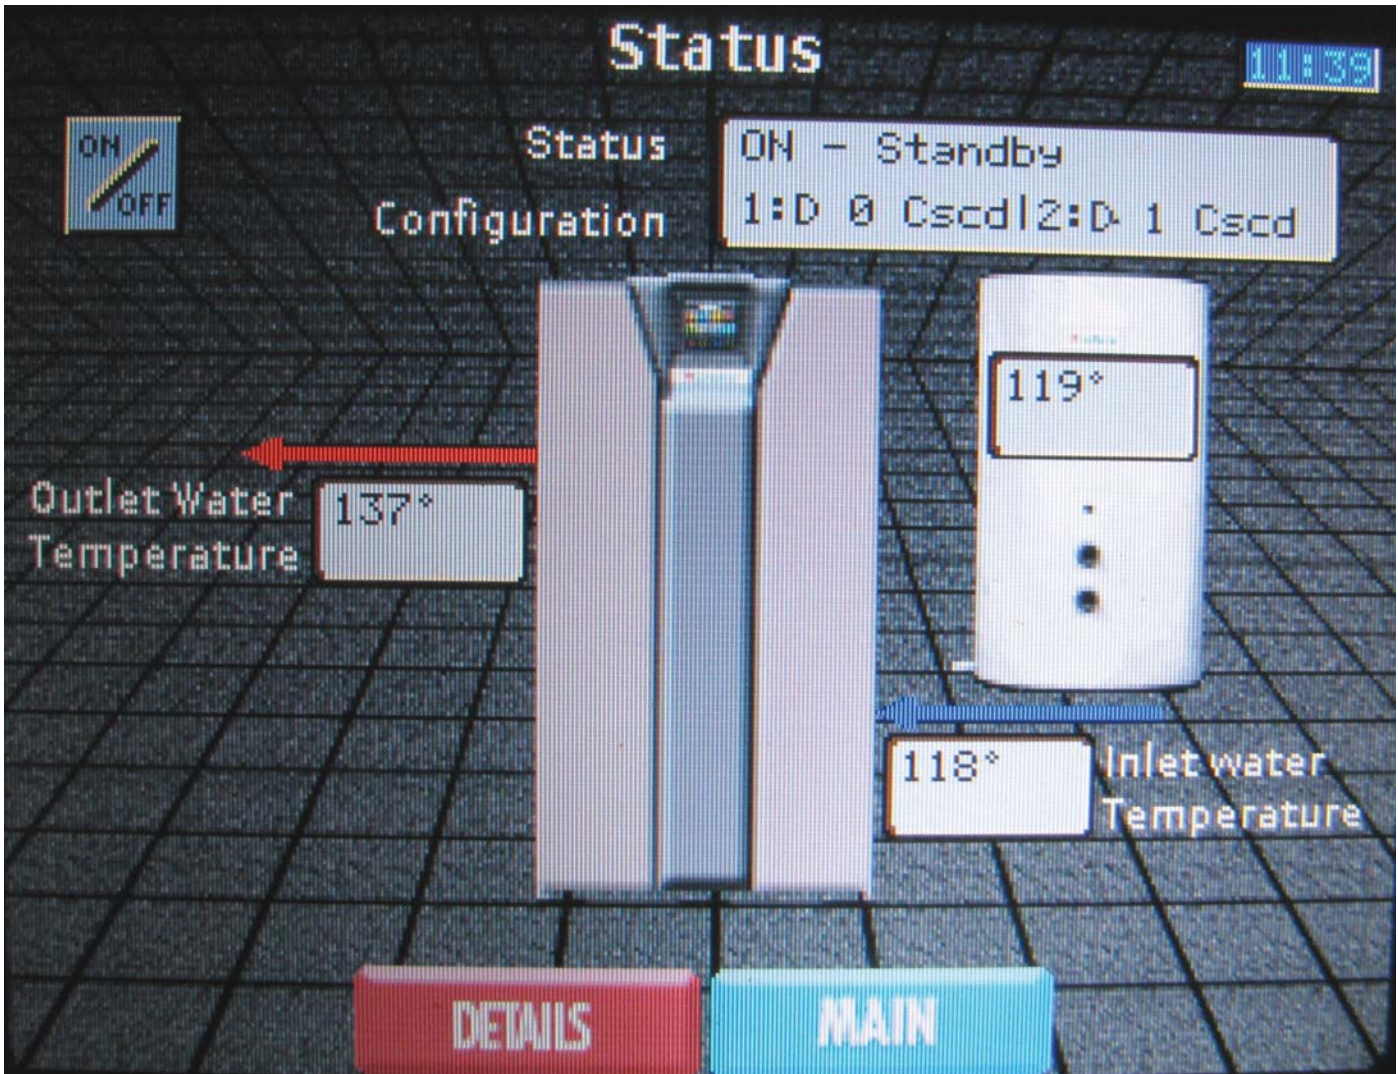 Status
11:39
ON
OFF
Status
ON - Standby
Configuration
1:D 0 Cscd|2:D 1 Cscd
119°
Outlet Water
Temperature
137°
118°
Inlet water
Temperature
DETAILS
MAIN